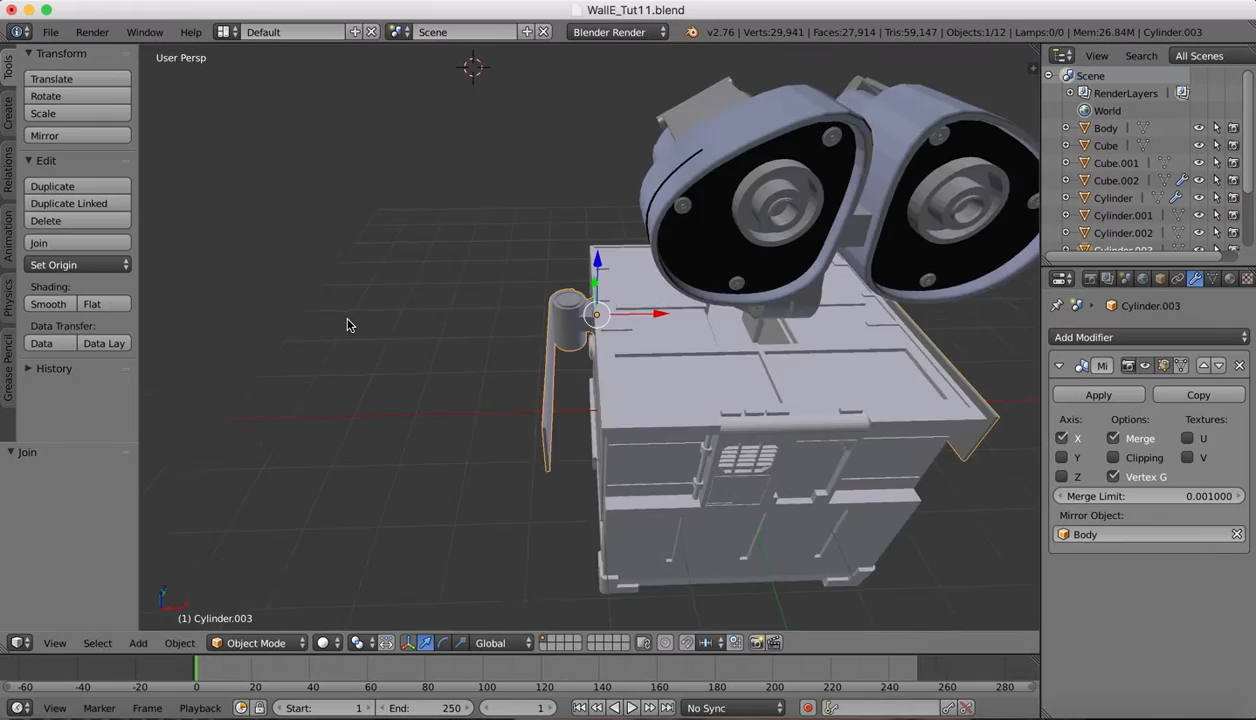 WallE_Tut11.blend
File Render Window Help Default Scene Blender Render v2.76 | Verts:29,941 | Faces:27,914 | Tris:59,147 | Objects:1/12 | Lamps:0/0 | Mem:26.84M | Cylinder.003
Tools
Create
Relations
Animation
Physics
Grease Pencil
Transform
Translate
Rotate
Scale
Mirror
Edit
Duplicate
Duplicate Linked
Delete
Join
Set Origin
Shading:
Smooth Flat
Data Transfer:
Data Data Lay
History
Join
User Persp
(1) Cylinder.003
View Search All Scenes
Scene
RenderLayers
World
Body
Cube
Cube.001
Cube.002
Cylinder
Cylinder.001
Cylinder.002
Cylinder.003
Cylinder.003
Add Modifier
Mi
Apply Copy
Axis: Options: Textures:
X Merge U
Y Clipping V
Z Vertex G
Merge Limit: 0.001000
Mirror Object:
Body
View Select Add Object Object Mode Global
-60 -40 -20 0 20 40 60 80 100 120 140 160 180 200 220 240 260 280
View Marker Frame Playback Start: 1 End: 250 1 No Sync